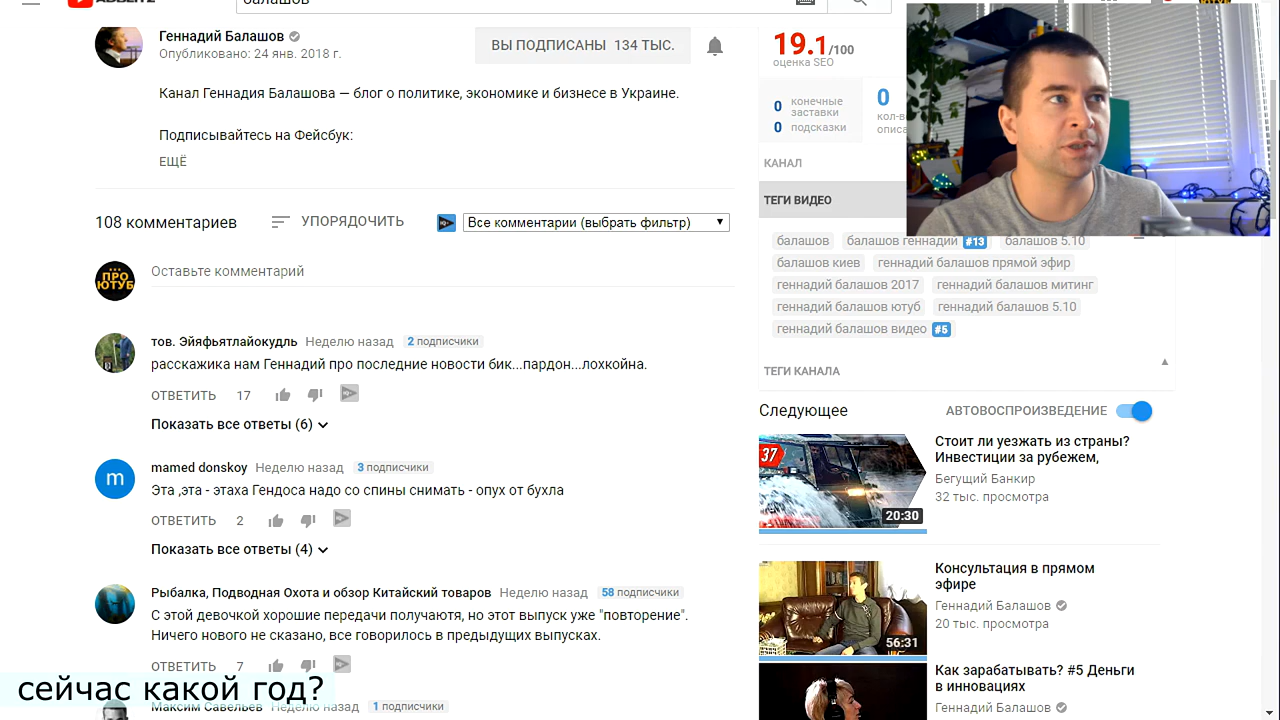 балашов
Геннадий Балашов
Опубликовано: 24 янв. 2018 г.
ВЫ ПОДПИСАНЫ 134 ТЫС.
Канал Геннадия Балашова — блог о политике, экономике и бизнесе в Украине.
Подписывайтесь на Фейсбук:
ЕЩЁ
108 комментариев
УПОРЯДОЧИТЬ
Все комментарии (выбрать фильтр)
ПРО ЮТУБ
Оставьте комментарий
тов. Эйяфьятлайокудль Неделю назад 2 подписчики
расскажика нам Геннадий про последние новости бик...пардон...лохкойна.
ОТВЕТИТЬ 17
Показать все ответы (6)
m
mamed donskoy Неделю назад 3 подписчики
Эта ,эта - этаха Гендоса надо со спины снимать - опух от бухла
ОТВЕТИТЬ 2
Показать все ответы (4)
Рыбалка, Подводная Охота и обзор Китайский товаров Неделю назад 58 подписчики
С этой девочкой хорошие передачи получаютя, но этот выпуск уже "повторение".
Ничего нового не сказано, все говорилось в предыдущих выпусках.
ОТВЕТИТЬ 7
сейчас какой год?
Максим Савельев Неделю назад 1 подписчики
19.1/100
оценка SEO
0 конечные заставки
0 подсказки
0
КАНАЛ
ТЕГИ ВИДЕО
балашов балашов геннадий #13 балашов 5.10
балашов киев геннадий балашов прямой эфир
геннадий балашов 2017 геннадий балашов митинг
геннадий балашов ютуб геннадий балашов 5.10
геннадий балашов видео #5
ТЕГИ КАНАЛА
Следующее
АВТОВОСПРОИЗВЕДЕНИЕ
37
20:30
Стоит ли уезжать из страны?
Инвестиции за рубежем,
Бегущий Банкир
32 тыс. просмотра
56:31
Консультация в прямом
эфире
Геннадий Балашов
20 тыс. просмотра
Как зарабатывать? #5 Деньги
в инновациях
Геннадий Балашов